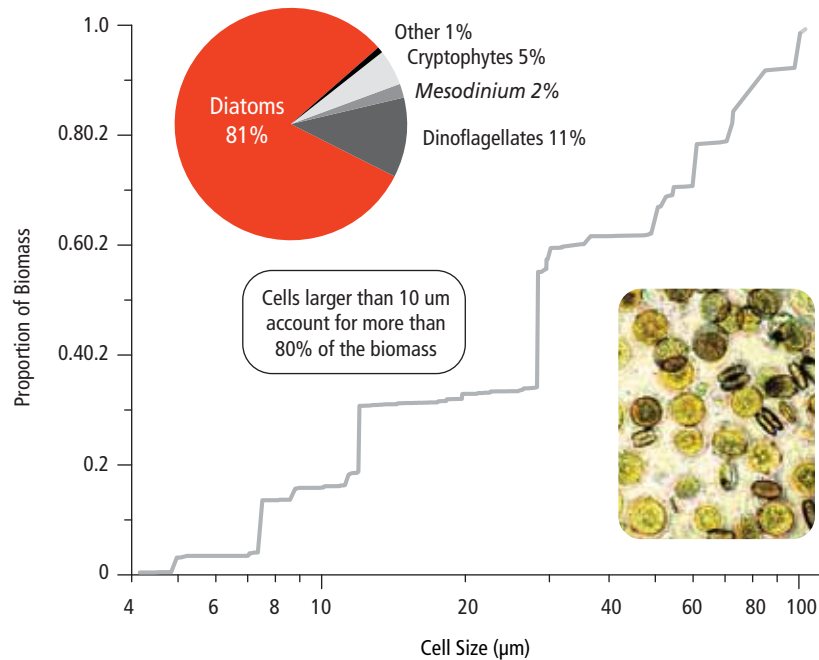 Other 1%
Cryptophytes 5%
Mesodinium 2%
Dinoflagellates 11%
Diatoms
81%
Cells larger than 10 um
account for more than
80% of the biomass
Proportion of Biomass
1.0
0.80.2
0.60.2
0.40.2
0.2
0
4
6
8
10
20
40
60
80
100
Cell Size (µm)